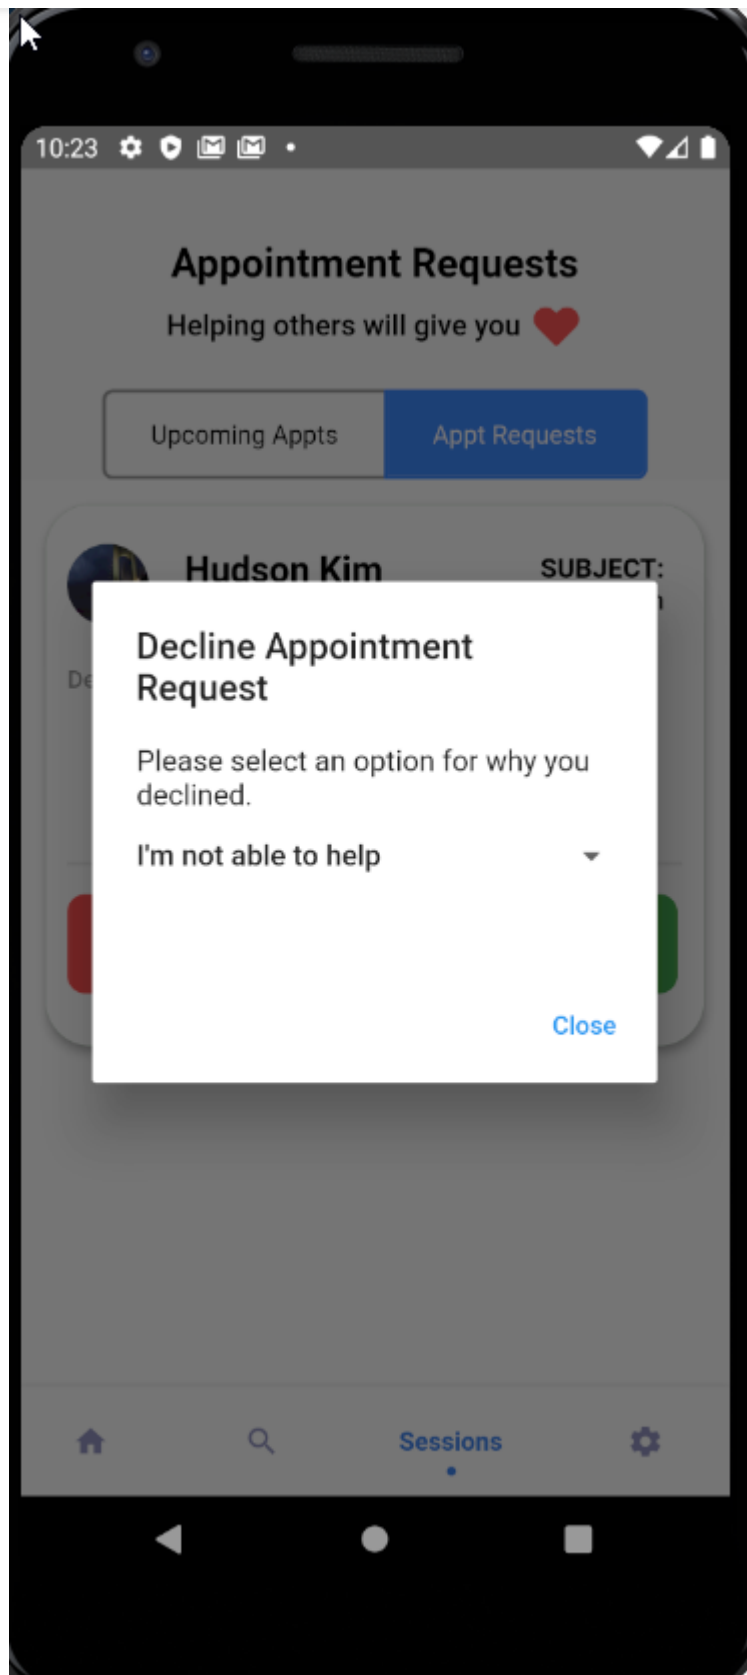 10:23
Appointment Requests
Helping others will give you
Upcoming Appts
Appt Requests
Hudson Kim
SUBJECT:
Decline Appointment
Request
Please select an option for why you
declined.
I'm not able to help
Close
Sessions